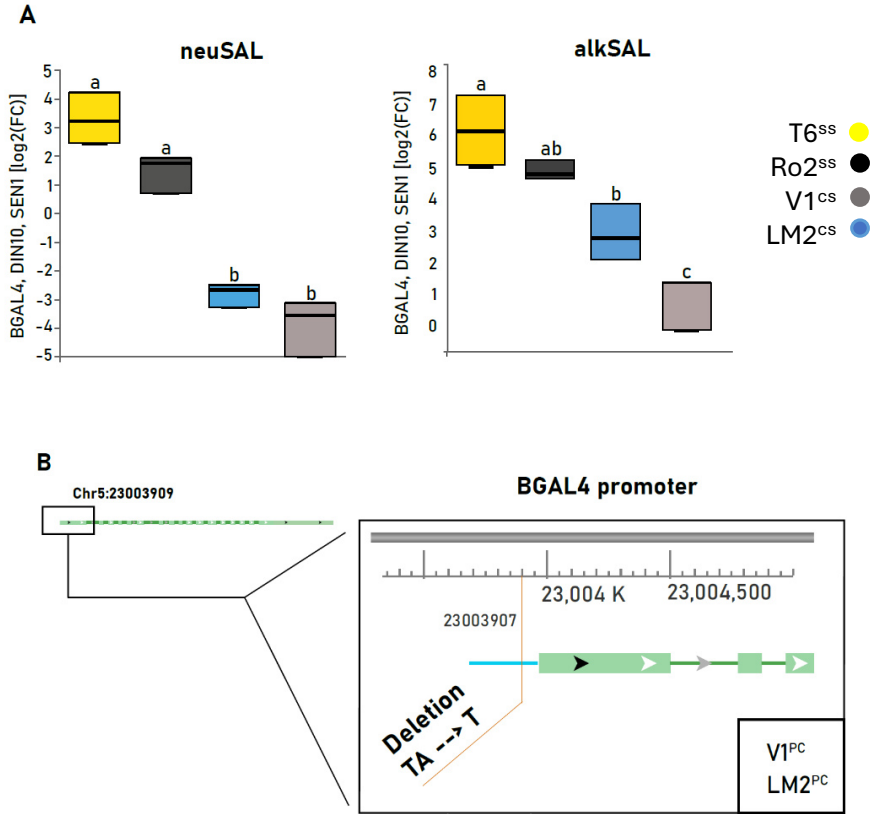 A
neuSAL
BGAL4, DIN10, SEN1 [log2(FC)]
5
4
3
2
1
0
-1
-2
-3
-4
-5
a
a
b
b
alkSAL
BGAL4, DIN10, SEN1 [log2(FC)]
8
7
6
5
4
3
2
1
0
a
ab
b
c
T6ss
Ro2ss
V1cs
LM2cs
B
Chr5:23003909
BGAL4 promoter
23,004 K
23,004,500
23003907
Deletion
TA --> T
V1PC
LM2PC